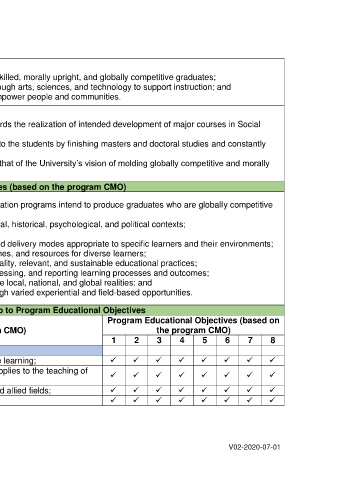 killed, morally upright, and globally competitive graduates;
ugh arts, sciences, and technology to support instruction; and
mpower people and communities.
rds the realization of intended development of major courses in Social
to the students by finishing masters and doctoral studies and constantly
that of the University's vision of molding globally competitive and morally
es (based on the program CMO)
ation programs intend to produce graduates who are globally competitive
al, historical, psychological, and political contexts;
d delivery modes appropriate to specific learners and their environments;
nes, and resources for diverse learners;
ality, relevant, and sustainable educational practices;
essing, and reporting learning processes and outcomes;
e local, national, and global realities; and
gh varied experiential and field-based opportunities.
p to Program Educational Objectives
m CMO)
Program Educational Objectives (based on
the program CMO)
1 2 3 4 5 6 7 8
e learning; ✓ ✓ ✓ ✓ ✓ ✓ ✓ ✓
pplies to the teaching of ✓ ✓ ✓ ✓ ✓ ✓ ✓ ✓
d allied fields; ✓ ✓ ✓ ✓ ✓ ✓ ✓ ✓
✓ ✓ ✓ ✓ ✓ ✓ ✓ ✓
V02-2020-07-01